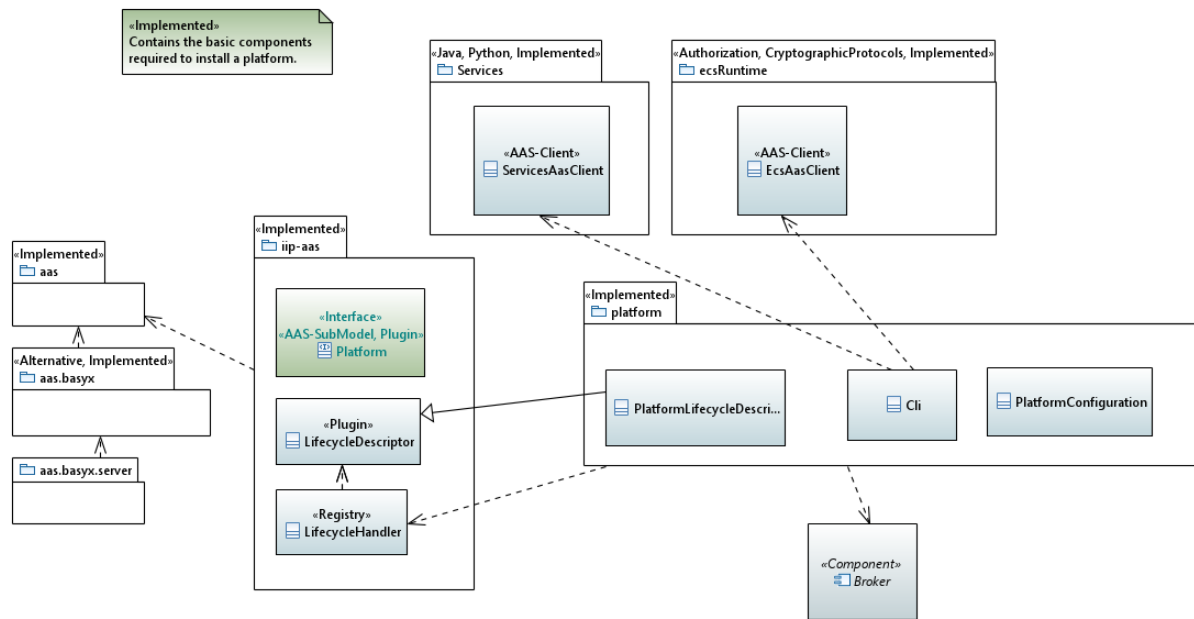 «Implemented»
Contains the basic components
required to install a platform.
«Java, Python, Implemented»
Services
«AAS-Client»
ServicesAasClient
«Authorization, CryptographicProtocols, Implemented»
ecsRuntime
«AAS-Client»
EcsAasClient
«Implemented»
aas
«Alternative, Implemented»
aas.basyx
aas.basyx.server
«Implemented»
iip-aas
«Interface»
«AAS-SubModel, Plugin»
Platform
«Plugin»
LifecycleDescriptor
«Registry»
LifecycleHandler
«Implemented»
platform
PlatformLifecycleDescri...
Cli
PlatformConfiguration
«Component»
Broker